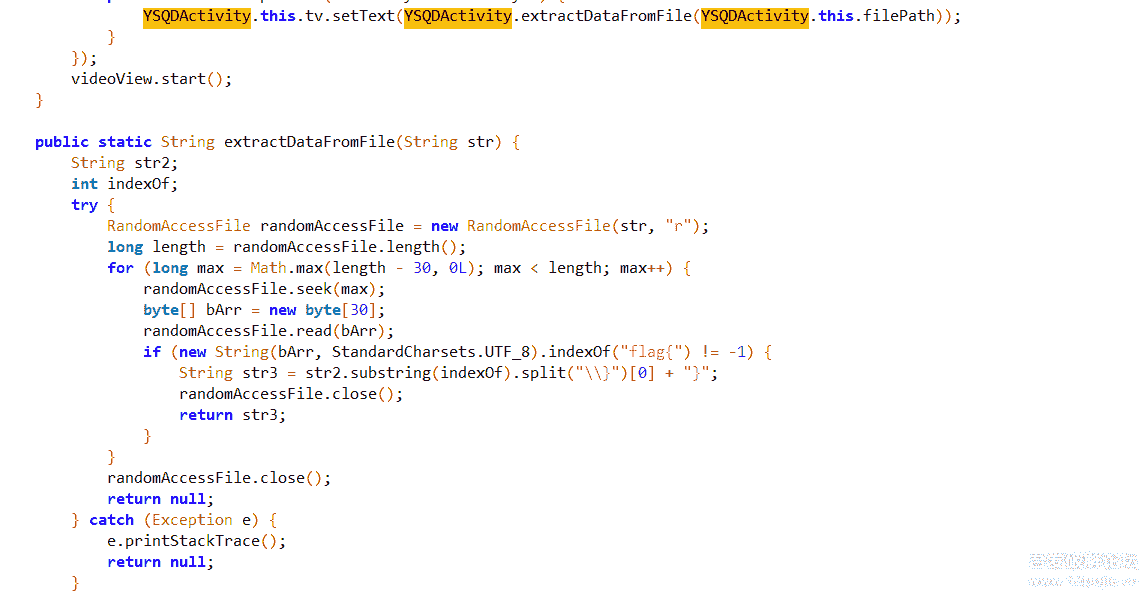 YSQDActivity.this.tv.setText(YSQDActivity.extractDataFromFile(YSQDActivity.this.filePath));
}
});
videoView.start();
}
public static String extractDataFromFile(String str) {
String str2;
int indexOf;
try {
RandomAccessFile randomAccessFile = new RandomAccessFile(str, "r");
long length = randomAccessFile.length();
for (long max = Math.max(length - 30, 0L); max < length; max++) {
randomAccessFile.seek(max);
byte[] bArr = new byte[30];
randomAccessFile.read(bArr);
if (new String(bArr, StandardCharsets.UTF_8).indexOf("flag{") != -1) {
String str3 = str2.substring(indexOf).split("\\}")[0] + "}";
randomAccessFile.close();
return str3;
}
}
randomAccessFile.close();
return null;
} catch (Exception e) {
e.printStackTrace();
return null;
}